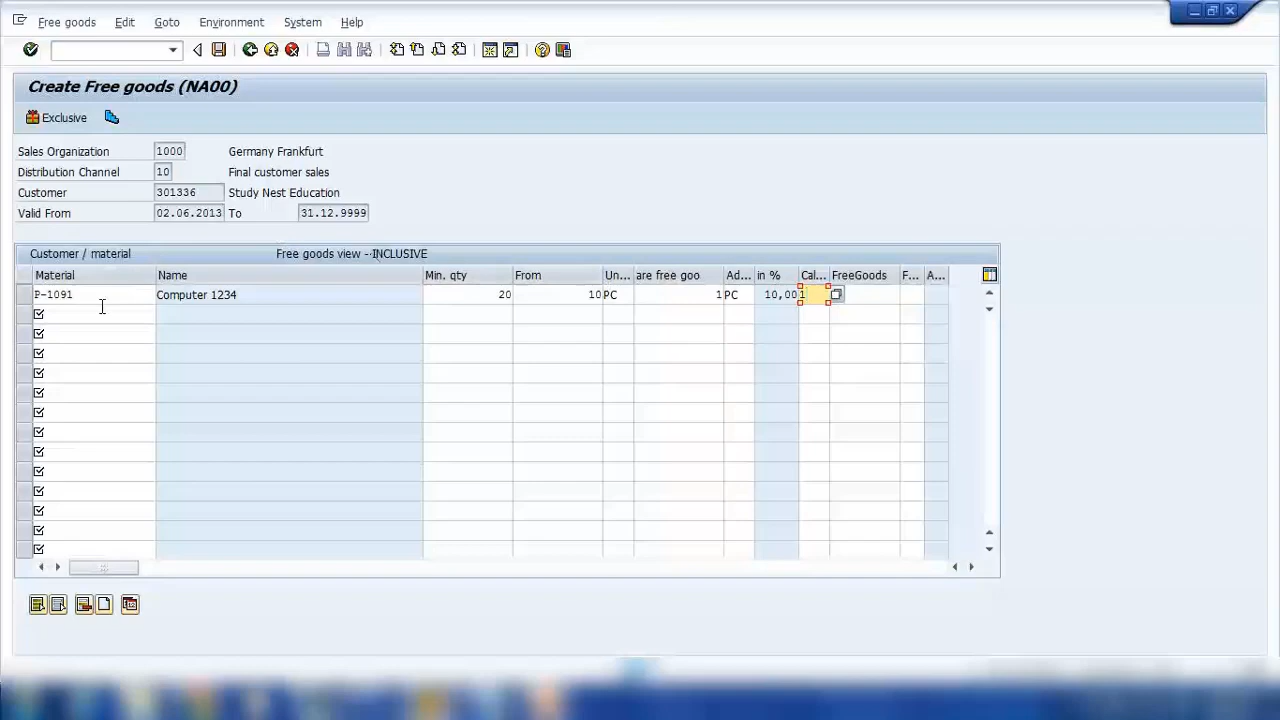 Free goods Edit Goto Environment System Help
Create Free goods (NA00)
Exclusive
Sales Organization 1000 Germany Frankfurt
Distribution Channel 10 Final customer sales
Customer 301336 Study Nest Education
Valid From 02.06.2013 To 31.12.9999
Customer / material Free goods view - INCLUSIVE
Material Name Min. qty From Un... are free goo Ad... in % Cal... FreeGoods F... A...
P-1091 Computer 1234 20 10 PC 1 PC 10,00 1